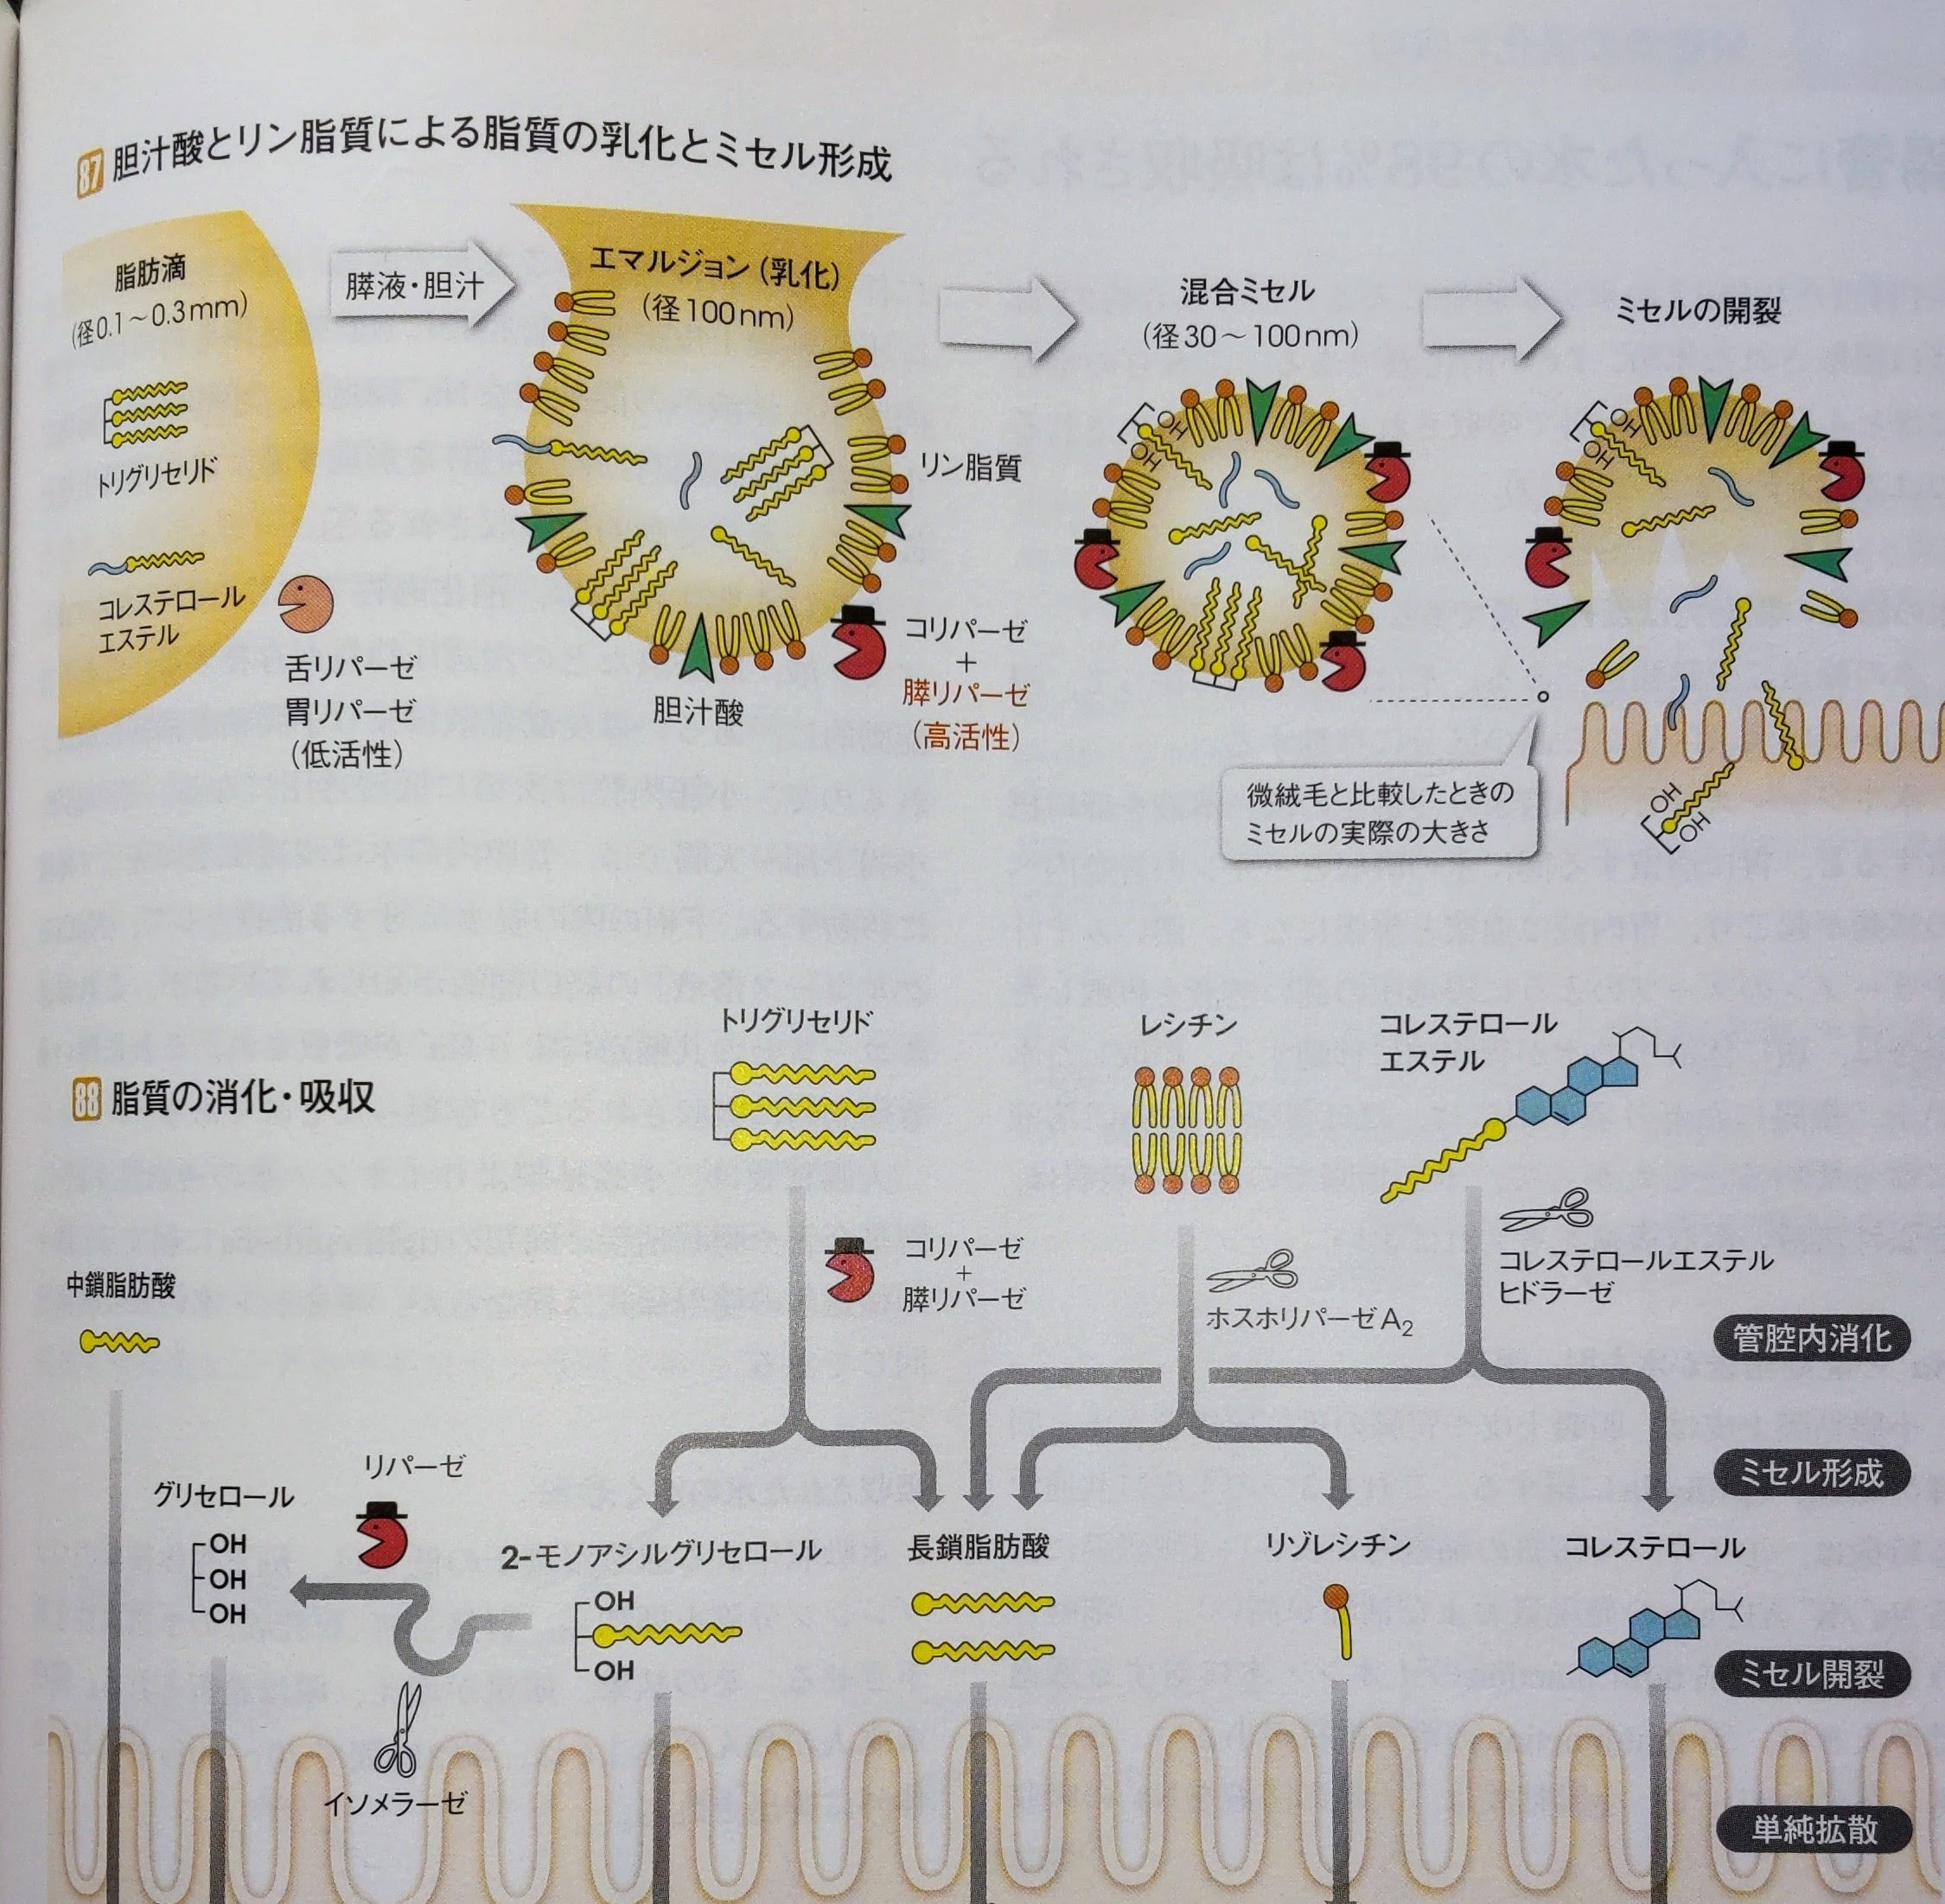 87 胆汁酸とリン脂質による脂質の乳化とミセル形成
脂肪滴
(径0.1～0.3mm)
トリグリセリド
コレステロール
エステル
舌リパーゼ
胃リパーゼ
(低活性)
膵液・胆汁
エマルジョン(乳化)
(径100nm)
リン脂質
胆汁酸
コリパーゼ
+
膵リパーゼ
(高活性)
混合ミセル
(径30～100nm)
OH
OH
ミセルの開裂
OH
OH
OH
OH
微絨毛と比較したときの
ミセルの実際の大きさ
88 脂質の消化・吸収
トリグリセリド
レシチン
コレステロール
エステル
中鎖脂肪酸
コリパーゼ
+
膵リパーゼ
ホスホリパーゼA₂
コレステロールエステル
ヒドラーゼ
管腔内消化
ミセル形成
グリセロール
OH
OH
OH
リパーゼ
イソメラーゼ
2-モノアシルグリセロール
OH
OH
長鎖脂肪酸
リゾレシチン
コレステロール
ミセル開裂
単純拡散